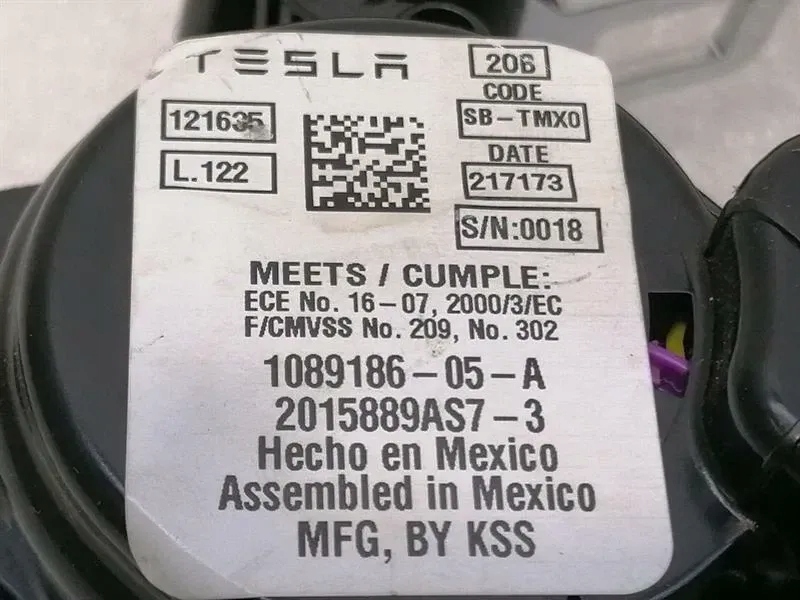 TESLA
20B
CODE
121635
SB-TMX0
DATE
L.122
217173
S/N:0018
MEETS / CUMPLE:
ECE No. 16-07, 2000/3/EC
F/CMVSS No. 209, No. 302
1089186-05-A
2015889AS7-3
Hecho en Mexico
Assembled in Mexico
MFG, BY KSS